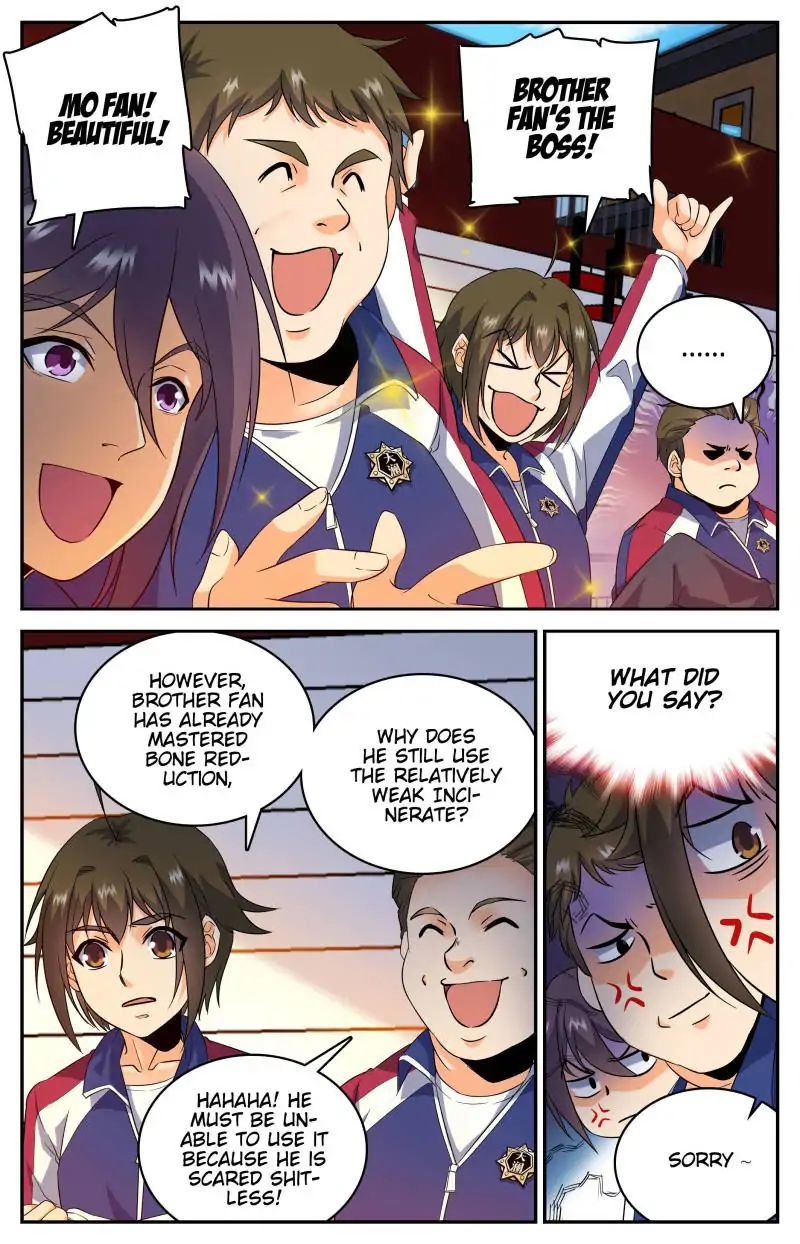 MO FAN!
BEAUTIFUL!
BROTHER
FAN'S THE
BOSS!
......
HOWEVER,
BROTHER FAN
HAS ALREADY
MASTERED
BONE RED-
UCTION,
WHY DOES
HE STILL USE
THE RELATIVELY
WEAK INCI-
NERATE?
HAHAHA! HE
MUST BE UN-
ABLE TO USE IT
BECAUSE HE IS
SCARED SHIT-
LESS!
WHAT DID
YOU SAY?
SORRY ~